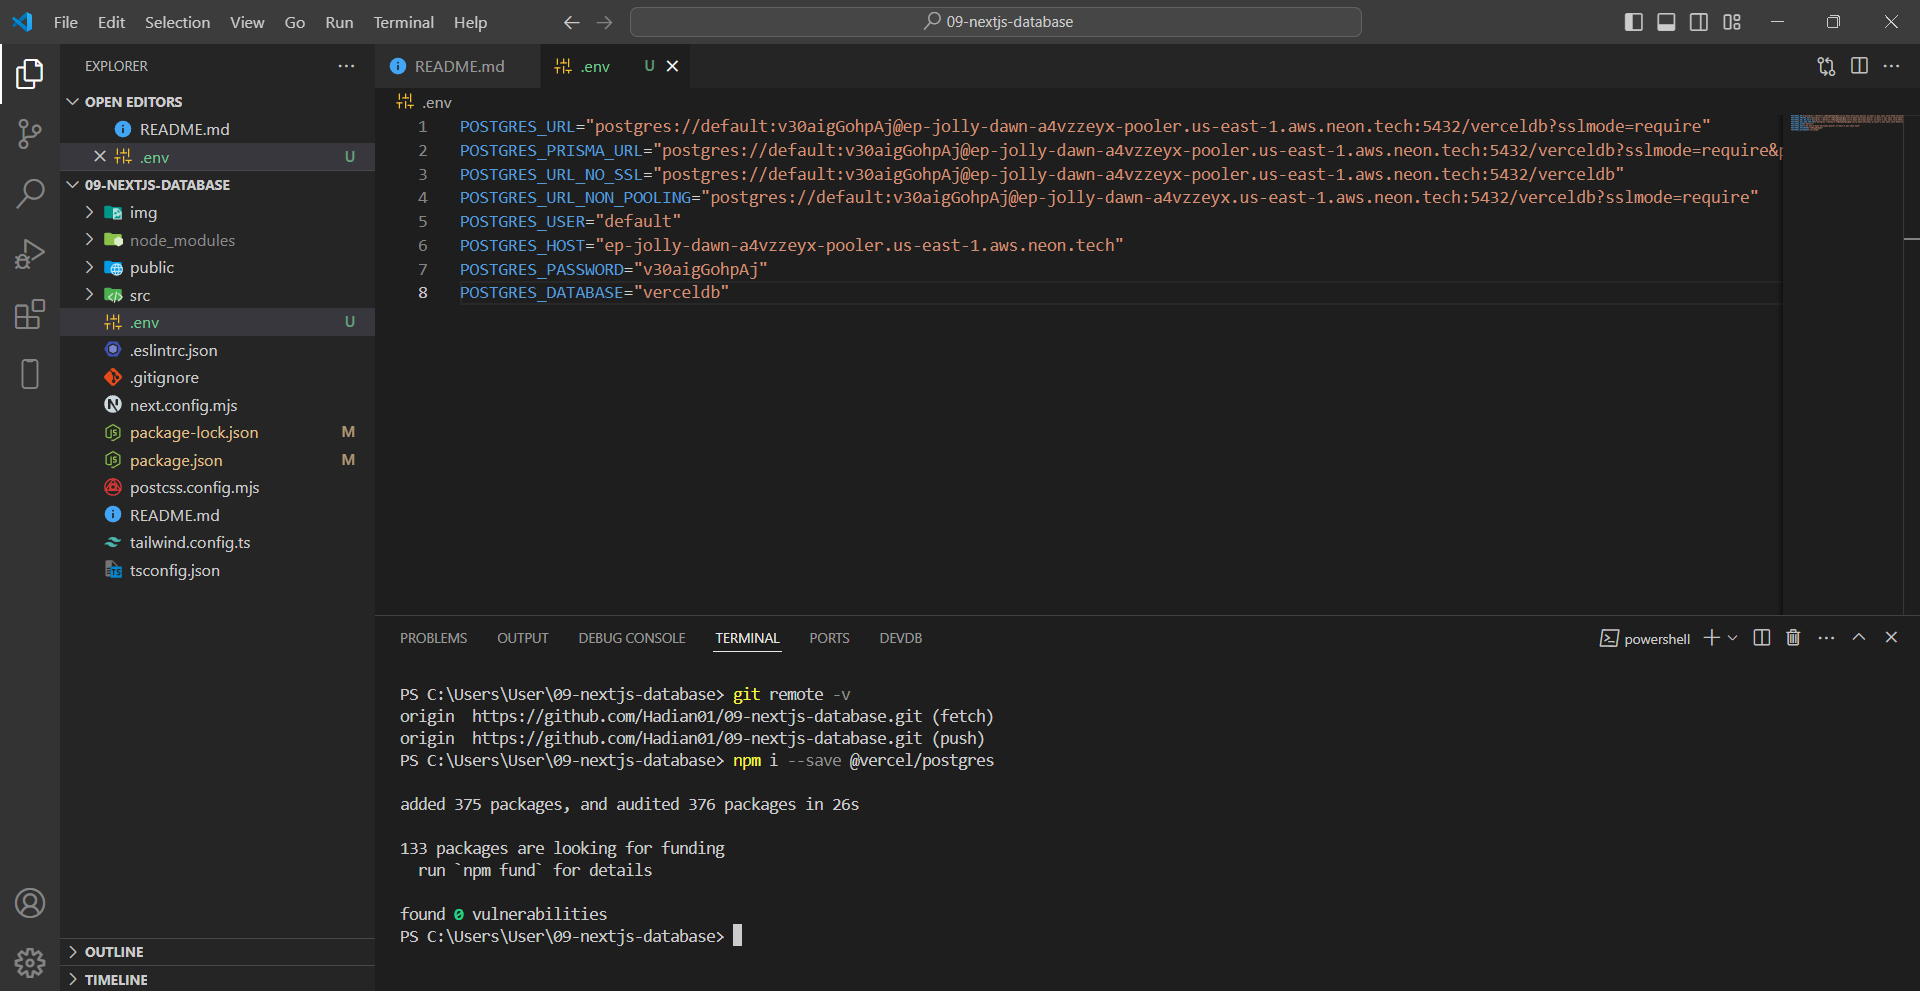 File Edit Selection View Go Run Terminal Help
09-nextjs-database
EXPLORER
OPEN EDITORS
README.md
.env U
09-NEXTJS-DATABASE
img
node_modules
public
src
.env U
.eslintrc.json
.gitignore
next.config.mjs
package-lock.json M
package.json M
postcss.config.mjs
README.md
tailwind.config.ts
tsconfig.json
OUTLINE
TIMELINE
README.md
.env U
.env
1 POSTGRES_URL="postgres://default:v30aigGohpAj@ep-jolly-dawn-a4vzzeyx-pooler.us-east-1.aws.neon.tech:5432/verceldb?sslmode=require"
2 POSTGRES_PRISMA_URL="postgres://default:v30aigGohpAj@ep-jolly-dawn-a4vzzeyx-pooler.us-east-1.aws.neon.tech:5432/verceldb?sslmode=require&p
3 POSTGRES_URL_NO_SSL="postgres://default:v30aigGohpAj@ep-jolly-dawn-a4vzzeyx-pooler.us-east-1.aws.neon.tech:5432/verceldb"
4 POSTGRES_URL_NON_POOLING="postgres://default:v30aigGohpAj@ep-jolly-dawn-a4vzzeyx.us-east-1.aws.neon.tech:5432/verceldb?sslmode=require"
5 POSTGRES_USER="default"
6 POSTGRES_HOST="ep-jolly-dawn-a4vzzeyx-pooler.us-east-1.aws.neon.tech"
7 POSTGRES_PASSWORD="v30aigGohpAj"
8 POSTGRES_DATABASE="verceldb"
PROBLEMS OUTPUT DEBUG CONSOLE TERMINAL PORTS DEVDB
powershell
PS C:\Users\User\09-nextjs-database> git remote -v
origin  https://github.com/Hadian01/09-nextjs-database.git (fetch)
origin  https://github.com/Hadian01/09-nextjs-database.git (push)
PS C:\Users\User\09-nextjs-database> npm i --save @vercel/postgres
added 375 packages, and audited 376 packages in 26s
133 packages are looking for funding
run `npm fund` for details
found 0 vulnerabilities
PS C:\Users\User\09-nextjs-database>